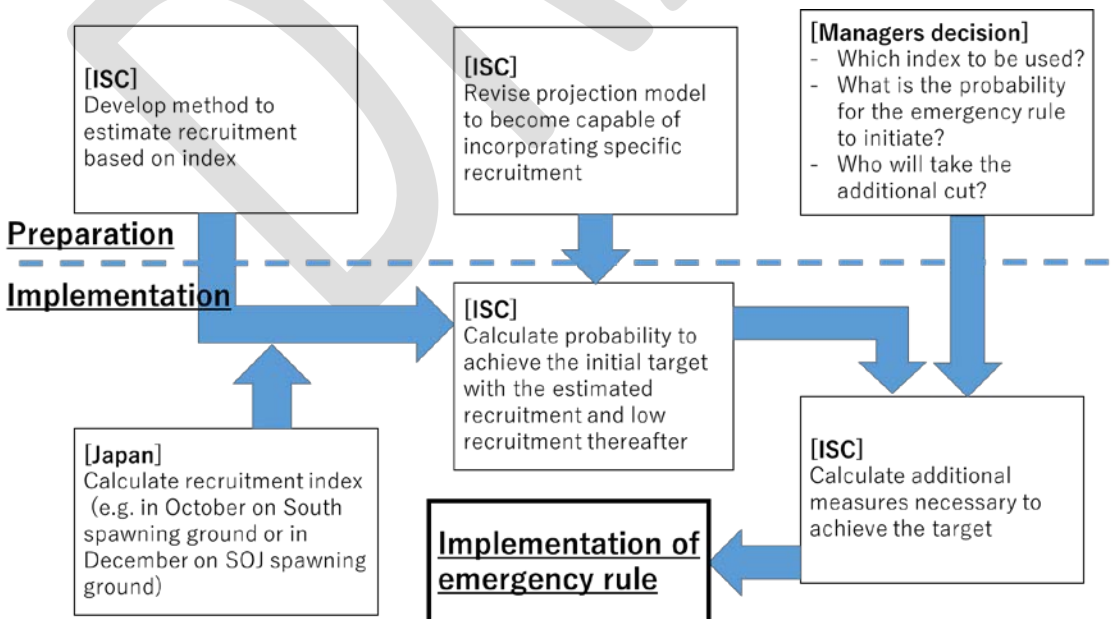 [ISC]
Develop method to
estimate recruitment
based on index
[ISC]
Revise projection model
to become capable of
incorporating specific
recruitment
[Managers decision]
- Which index to be used?
- What is the probability
for the emergency rule
to initiate?
- Who will take the
additional cut?
Preparation
Implementation
[ISC]
Calculate probability to
achieve the initial target
with the estimated
recruitment and low
recruitment thereafter
[Japan]
Calculate recruitment index
(e.g. in October on South
spawning ground or in
December on SOJ spawning
ground)
[ISC]
Calculate additional
measures necessary to
achieve the target
Implementation of
emergency rule